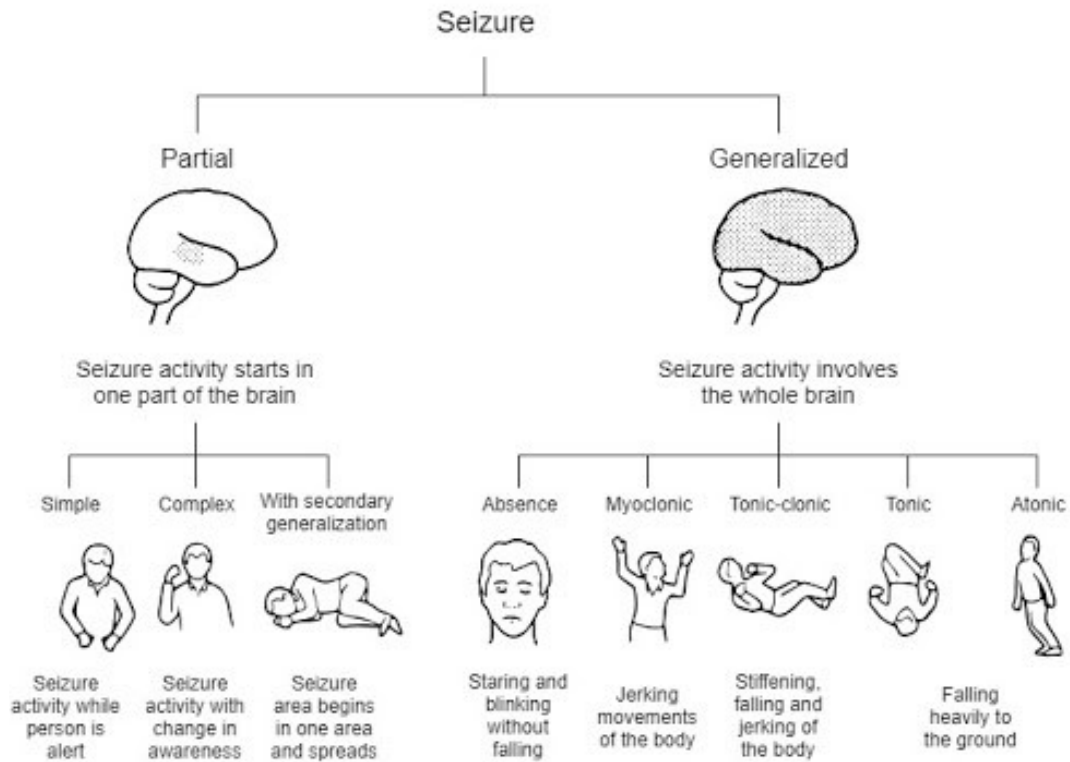 Seizure
Partial
Generalized
Seizure activity starts in
one part of the brain
Seizure activity involves
the whole brain
Simple
Complex
With secondary
generalization
Absence
Myoclonic
Tonic-clonic
Tonic
Atonic
Seizure
activity while
person is
alert
Seizure
activity with
change in
awareness
Seizure
area begins
in one area
and spreads
Staring and
blinking
without
falling
Jerking
movements
of the body
Stiffening,
falling and
jerking of
the body
Falling
heavily to
the ground